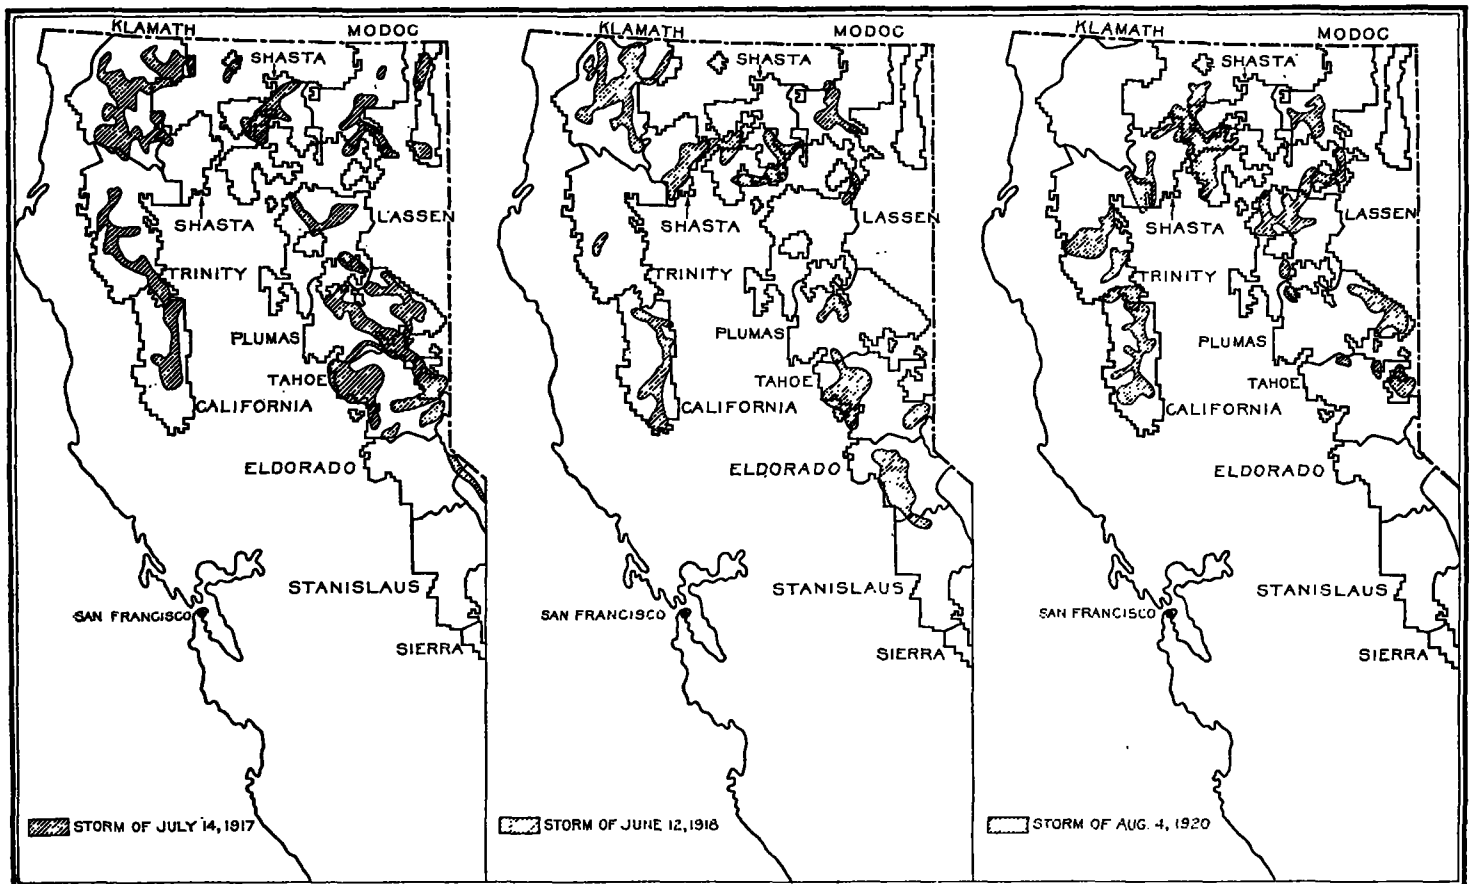 KLAMATH
MODOC
SHASTA
SHASTA
LASSEN
TRINITY
PLUMAS
TAHOE
CALIFORNIA
ELDORADO
STANISLAUS
SAN FRANCISCO
SIERRA
STORM OF JULY 14, 1917
KLAMATH
MODOC
SHASTA
SHASTA
LASSEN
TRINITY
PLUMAS
TAHOE
CALIFORNIA
ELDORADO
STANISLAUS
SAN FRANCISCO
SIERRA
STORM OF JUNE 12, 1918
KLAMATH
MODOC
SHASTA
SHASTA
LASSEN
TRINITY
PLUMAS
TAHOE
CALIFORNIA
ELDORADO
STANISLAUS
SAN FRANCISCO
SIERRA
STORM OF AUG. 4, 1920